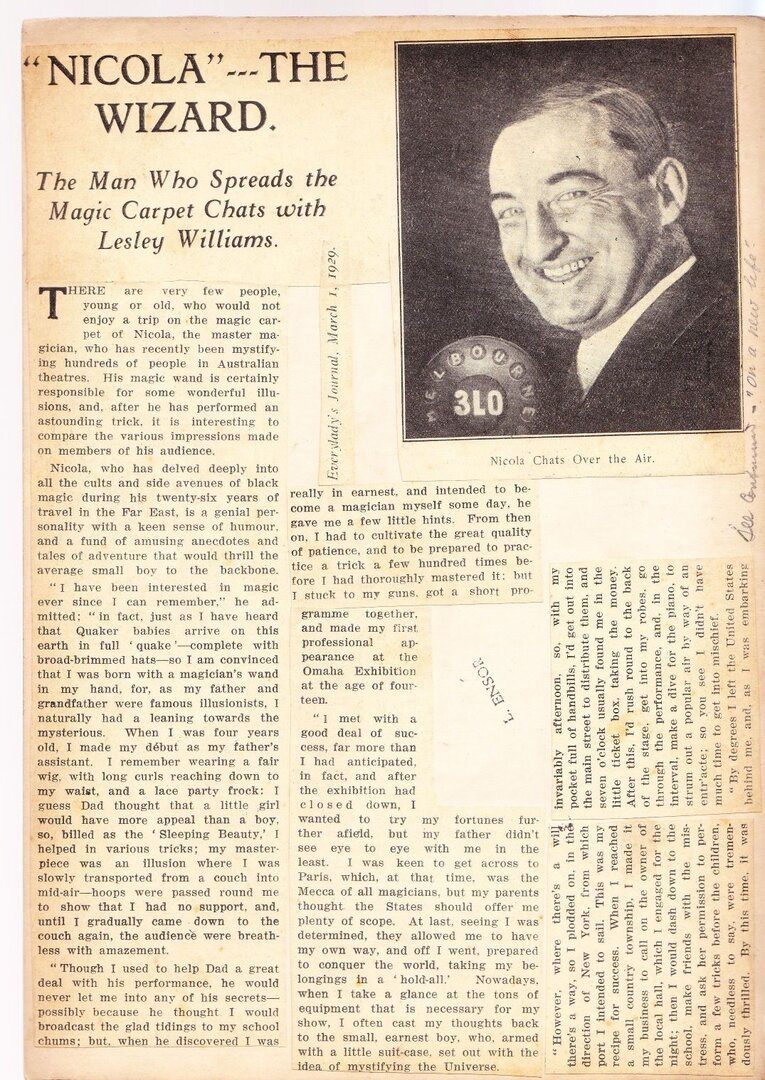 "NICOLA"---THE
WIZARD.
The Man Who Spreads the
Magic Carpet Chats with
Lesley Williams.
THERE are very few people,
young or old, who would not
enjoy a trip on the magic car-
pet of Nicola, the master ma-
gician, who has recently been mystify-
ing hundreds of people in Australian
theatres. His magic wand is certainly
responsible for some wonderful illu-
sions, and, after he has performed an
astounding trick, it is interesting to
compare the various impressions made
on members of his audience.
Nicola, who has delved deeply into
all the cults and side avenues of black
magic during his twenty-six years of
travel in the Far East, is a genial per-
sonality with a keen sense of humour,
and a fund of amusing anecdotes and
tales of adventure that would thrill the
average small boy to the backbone.
"I have been interested in magic
ever since I can remember," he ad-
mitted; "in fact, just as I have heard
that Quaker babies arrive on this
earth in full 'quake'—complete with
broad-brimmed hats—so I am convinced
that I was born with a magician's wand
in my hand, for, as my father and
grandfather were famous illusionists, I
naturally had a leaning towards the
mysterious. When I was four years
old, I made my début as my father's
assistant. I remember wearing a fair
wig, with long curls reaching down to
my waist, and a lace party frock: I
guess Dad thought that a little girl
would have more appeal than a boy,
so, billed as the 'Sleeping Beauty,' I
helped in various tricks; my master-
piece was an illusion where I was
slowly transported from a couch into
mid-air—hoops were passed round me
to show that I had no support, and,
until I gradually came down to the
couch again, the audience were breath-
less with amazement.
"Though I used to help Dad a great
deal with his performance, he would
never let me into any of his secrets—
possibly because he thought I would
broadcast the glad tidings to my school
chums; but, when he discovered I was
Everylady's Journal, March 1, 1929.
MELBOURNE
3LO
Nicola Chats Over the Air.
really in earnest, and intended to be-
come a magician myself some day, he
gave me a few little hints. From then
on, I had to cultivate the great quality
of patience, and to be prepared to prac-
tice a trick a few hundred times be-
fore I had thoroughly mastered it; but
I stuck to my guns, got a short pro-
gramme together,
and made my first
professional ap-
pearance at the
Omaha Exhibition
at the age of four-
teen.
"I met with a
good deal of suc-
cess, far more than
I had anticipated,
in fact, and after
the exhibition had
closed down, I
wanted to try my fortunes fur-
ther afield, but my father didn't
see eye to eye with me in the
least. I was keen to get across to
Paris, which, at that time, was the
Mecca of all magicians, but my parents
thought the States should offer me
plenty of scope. At last, seeing I was
determined, they allowed me to have
my own way, and off I went, prepared
to conquer the world, taking my be-
longings in a 'hold-all.' Nowadays,
when I take a glance at the tons of
equipment that is necessary for my
show, I often cast my thoughts back
to the small, earnest boy, who, armed
with a little suit-case, set out with the
idea of mystifying the Universe.
L. ENSOR
"However, where there's a will
there's a way, so I plodded on, in the
direction of New York, from which
port I intended to sail. This was my
recipe for success. When I reached
a small country township, I made it
my business to call on the owner of
the local hall, which I engaged for the
night; then I would dash down to the
school, make friends with the mis-
tress, and ask her permission to per-
form a few tricks before the children,
who, needless to say, were tremen-
dously thrilled. By this time, it was
invariably afternoon, so, with my
pocket full of handbills, I'd get out into
the main street to distribute them, and
seven o'clock usually found me in the
little ticket box, taking the money.
After this, I'd rush round to the back
of the stage, get into my robes, go
through the performance, and, in the
interval, make a dive for the piano, to
strum out a popular air by way of an
entr'acte; so you see I didn't have
much time to get into mischief.
"By degrees I left the United States
behind me, and, as I was embarking
"on a new life"